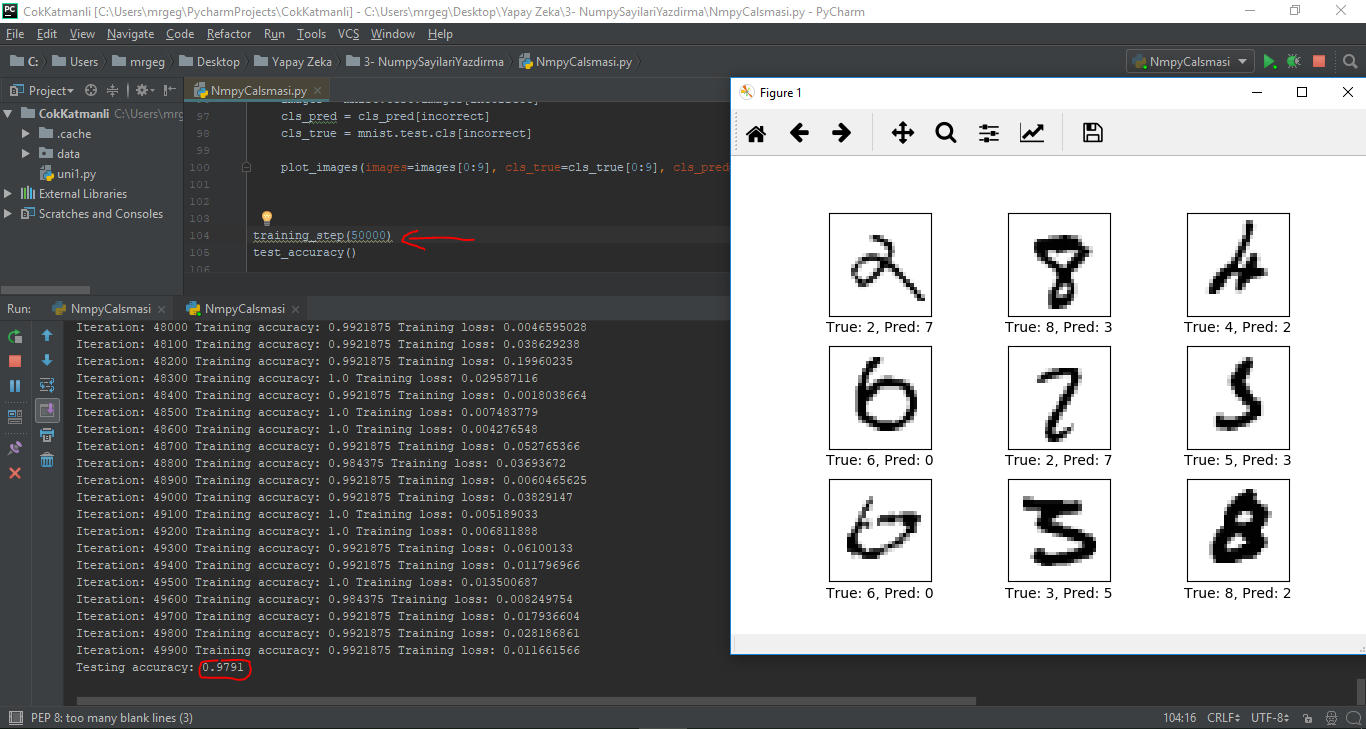 CokKatmanli [C:\Users\mrgeg\PycharmProjects\CokKatmanli] - C:\Users\mrgeg\Desktop\Yapay Zeka\3- NumpySayilariYazdirma\NmpyCalsmasi.py - PyCharm
File Edit View Navigate Code Refactor Run Tools VCS Window Help
C: Users mrgeg Desktop Yapay Zeka 3- NumpySayilariYazdirma NmpyCalsmasi.py NmpyCalsmasi
Project NmpyCalsmasi.py
CokKatmanli C:\Users\mrg
.cache
data
uni1.py
External Libraries
Scratches and Consoles
97 cls_pred = cls_pred[incorrect]
98 cls_true = mnist.test.cls[incorrect]
99
100 plot_images(images=images[0:9], cls_true=cls_true[0:9], cls_pred
101
102
103
104 training_step(50000)
105 test_accuracy()
106
Run: NmpyCalsmasi NmpyCalsmasi
Iteration: 48000 Training accuracy: 0.9921875 Training loss: 0.0046595028
Iteration: 48100 Training accuracy: 0.9921875 Training loss: 0.038629238
Iteration: 48200 Training accuracy: 0.9921875 Training loss: 0.19960235
Iteration: 48300 Training accuracy: 1.0 Training loss: 0.029587116
Iteration: 48400 Training accuracy: 0.9921875 Training loss: 0.0018038664
Iteration: 48500 Training accuracy: 1.0 Training loss: 0.007483779
Iteration: 48600 Training accuracy: 1.0 Training loss: 0.004276548
Iteration: 48700 Training accuracy: 0.9921875 Training loss: 0.052765366
Iteration: 48800 Training accuracy: 0.984375 Training loss: 0.03693672
Iteration: 48900 Training accuracy: 0.9921875 Training loss: 0.0060465625
Iteration: 49000 Training accuracy: 0.9921875 Training loss: 0.03829147
Iteration: 49100 Training accuracy: 1.0 Training loss: 0.005189033
Iteration: 49200 Training accuracy: 1.0 Training loss: 0.006811888
Iteration: 49300 Training accuracy: 0.9921875 Training loss: 0.06100133
Iteration: 49400 Training accuracy: 0.9921875 Training loss: 0.011796966
Iteration: 49500 Training accuracy: 1.0 Training loss: 0.013500687
Iteration: 49600 Training accuracy: 0.984375 Training loss: 0.008249754
Iteration: 49700 Training accuracy: 0.9921875 Training loss: 0.017936604
Iteration: 49800 Training accuracy: 0.9921875 Training loss: 0.028186861
Iteration: 49900 Training accuracy: 0.9921875 Training loss: 0.011661566
Testing accuracy: 0.9791
Figure 1
2 8 4
True: 2, Pred: 7 True: 8, Pred: 3 True: 4, Pred: 2
6 2 5
True: 6, Pred: 0 True: 2, Pred: 7 True: 5, Pred: 3
6 3 8
True: 6, Pred: 0 True: 3, Pred: 5 True: 8, Pred: 2
PEP 8: too many blank lines (3) 104:16 CRLF UTF-8